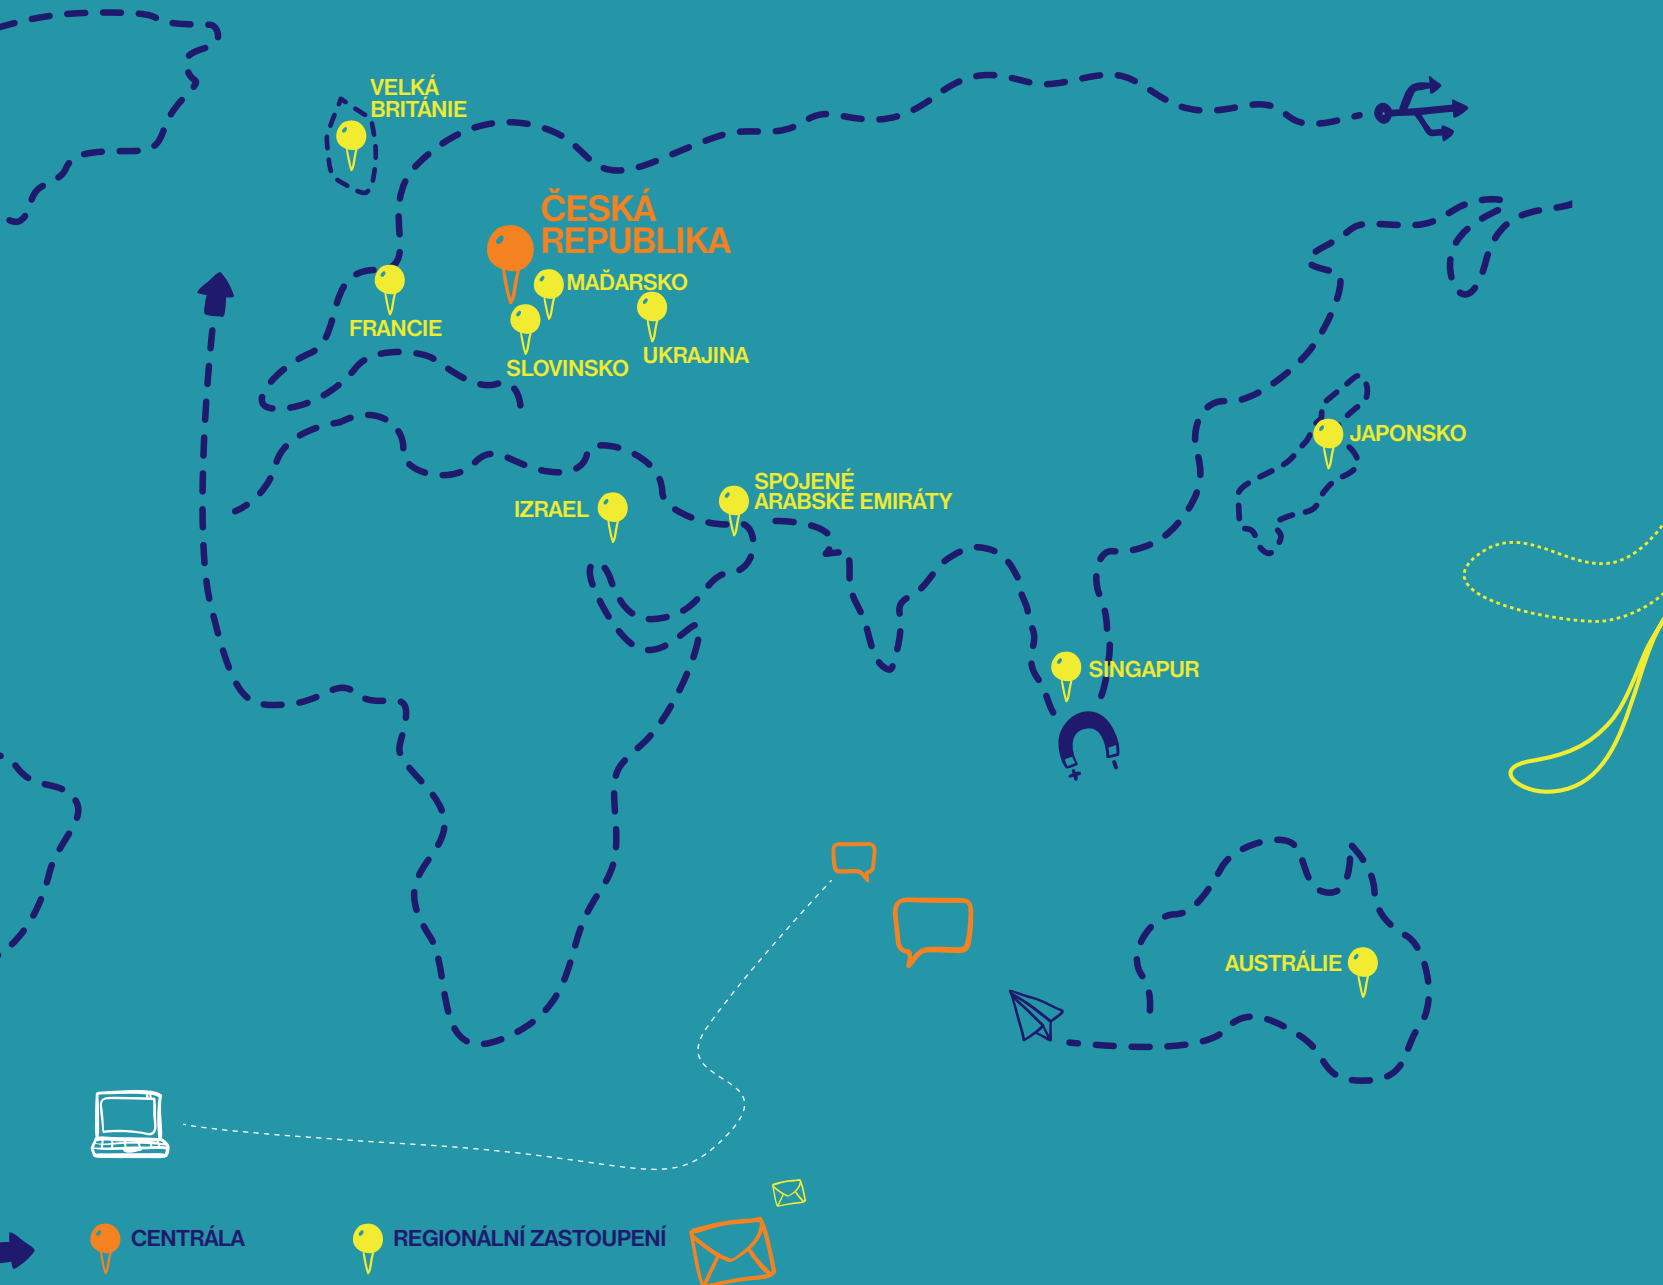 VELKÁ
BRITÁNIE
ČESKÁ
REPUBLIKA
MAĎARSKO
FRANCIE
SLOVINSKO
UKRAJINA
JAPONSKO
IZRAEL
SPOJENÉ
ARABSKÉ EMIRÁTY
SINGAPUR
AUSTRÁLIE
CENTRÁLA
REGIONÁLNÍ ZASTOUPENÍ